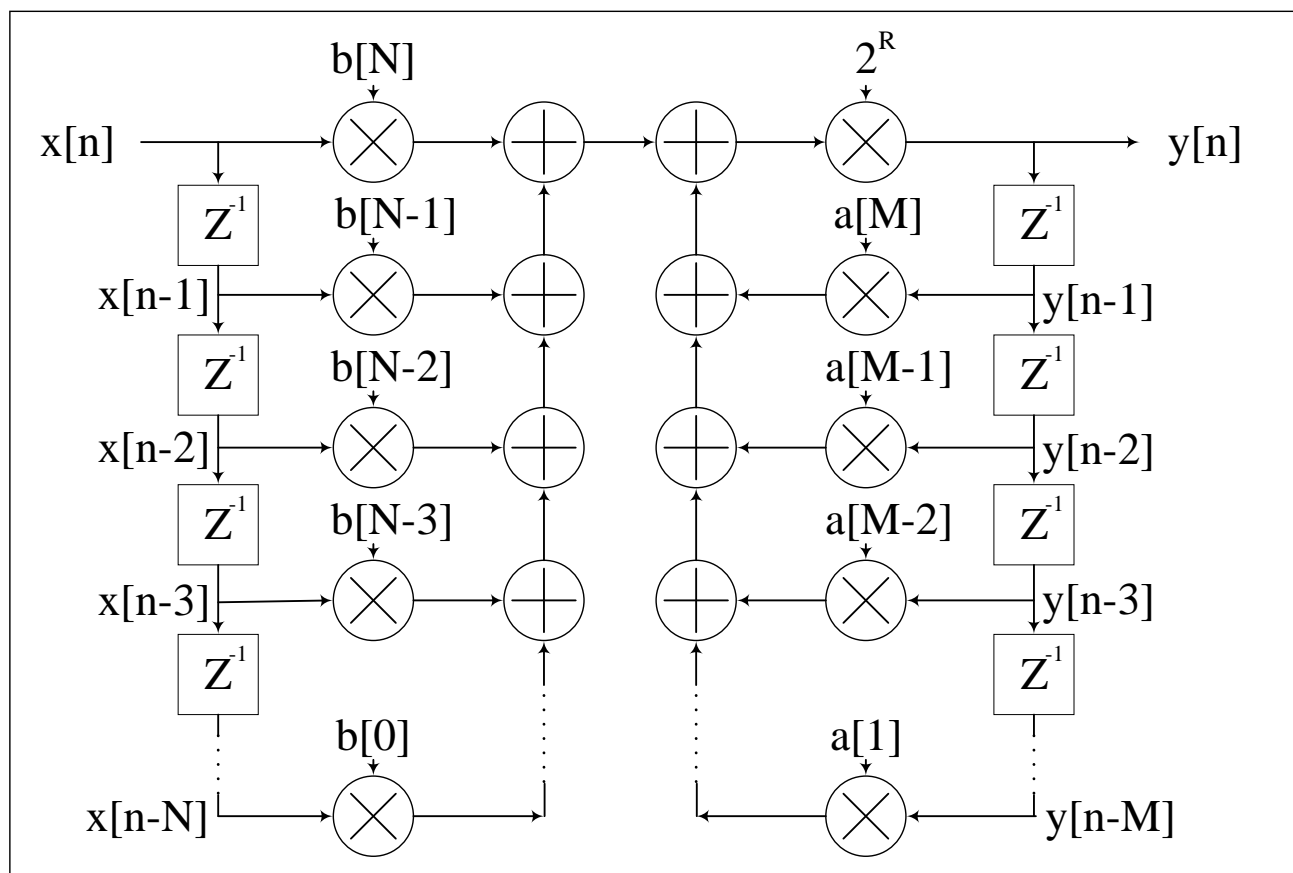 b[N] 2^R
x[n] y[n]
Z^-1 Z^-1
b[N-1] a[M]
x[n-1] y[n-1]
Z^-1 Z^-1
b[N-2] a[M-1]
x[n-2] y[n-2]
Z^-1 Z^-1
b[N-3] a[M-2]
x[n-3] y[n-3]
Z^-1 Z^-1
b[0] a[1]
x[n-N] y[n-M]